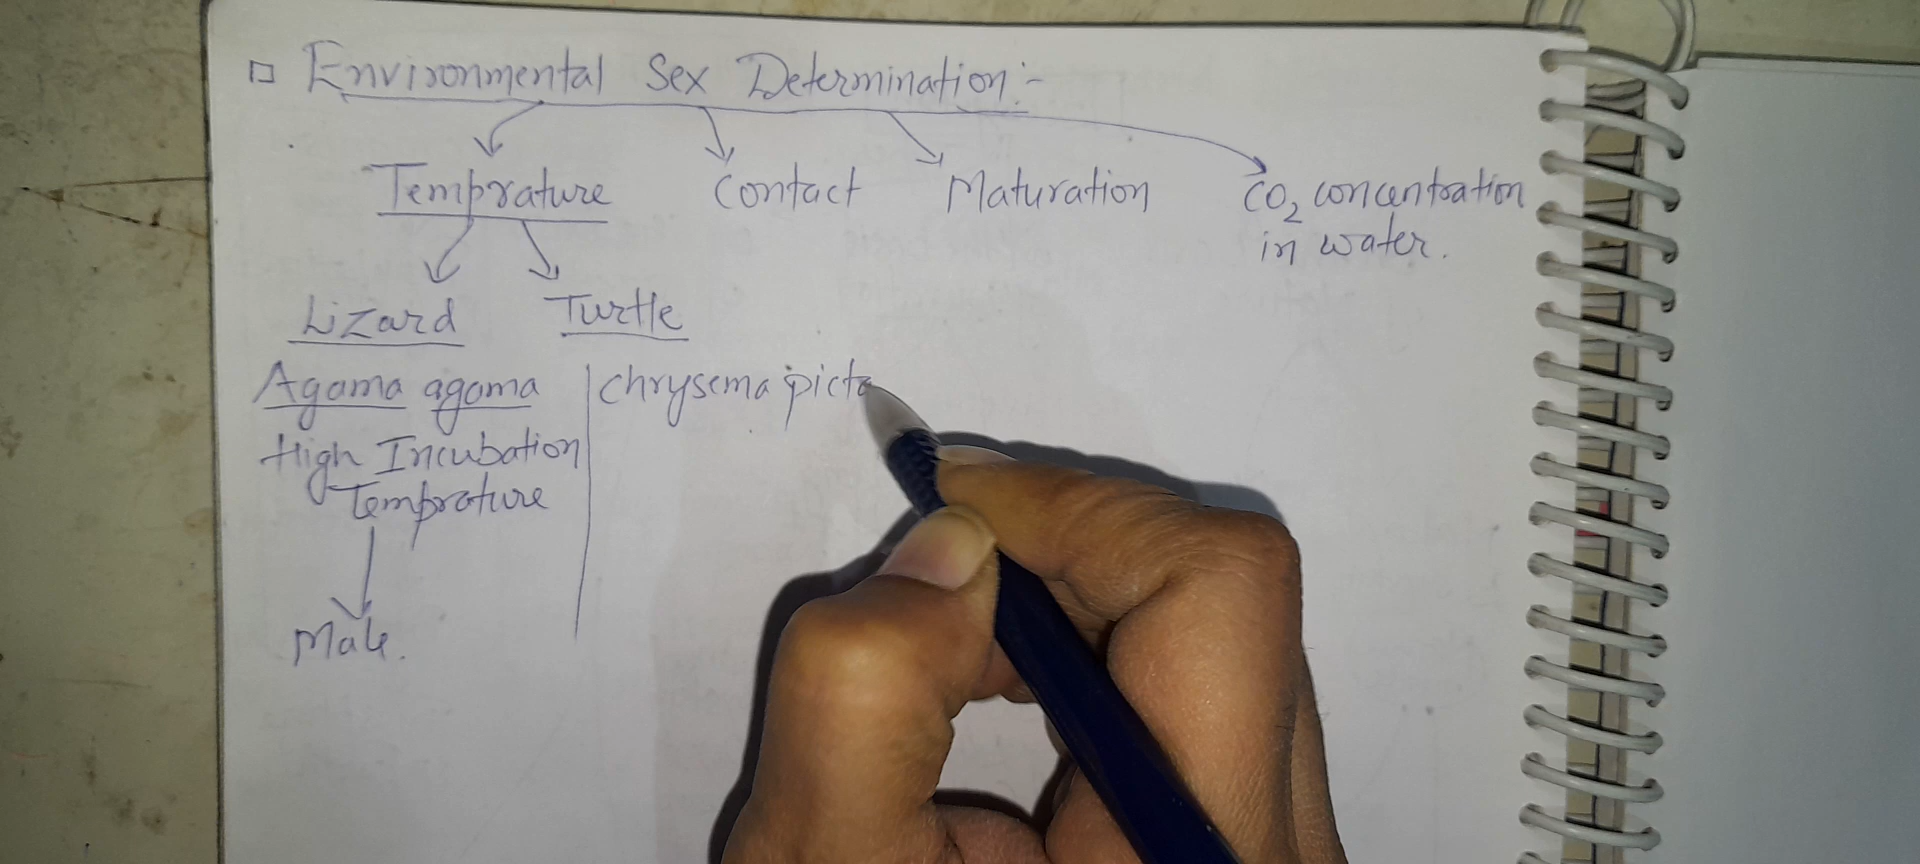 Environmental Sex Determination:-
Temprature Contact Maturation CO2 concentration
in water.
Lizard Turtle
Agama agama Chrysema picta
High Incubation
Temprature
Male.